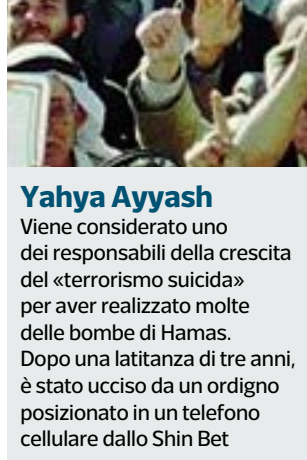 Yahya Ayyash
Viene considerato uno
dei responsabili della crescita
del «terrorismo suicida»
per aver realizzato molte
delle bombe di Hamas.
Dopo una latitanza di tre anni,
è stato ucciso da un ordigno
posizionato in un telefono
cellulare dallo Shin Bet